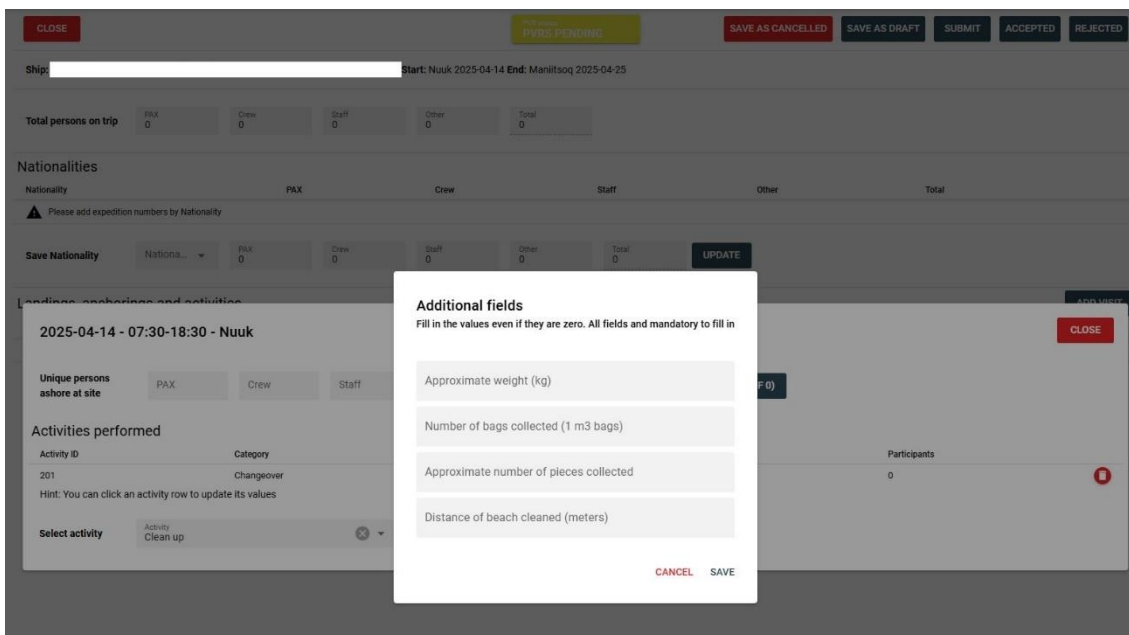 CLOSE
PVRS PENDING
SAVE AS CANCELLED
SAVE AS DRAFT
SUBMIT
ACCEPTED
REJECTED
Ship: Start: Nuuk 2025-04-14 End: Maniitsoq 2025-04-25
Total persons on trip
PAX
0
Crew
0
Staff
0
Other
0
Total
0
Nationalities
Nationality PAX Crew Staff Other Total
Please add expedition numbers by Nationality
Save Nationality
Nationa...
PAX
0
Crew
0
Staff
0
Other
0
Total
0
UPDATE
Landings, anchorings and activities
ADD VISIT
2025-04-14 - 07:30-18:30 - Nuuk
CLOSE
Unique persons
ashore at site
PAX
Crew
Staff
F 0)
Activities performed
Activity ID Category Participants
201 Changeover 0
Hint: You can click an activity row to update its values
Select activity
Activity
Clean up
Additional fields
Fill in the values even if they are zero. All fields and mandatory to fill in
Approximate weight (kg)
Number of bags collected (1 m3 bags)
Approximate number of pieces collected
Distance of beach cleaned (meters)
CANCEL
SAVE